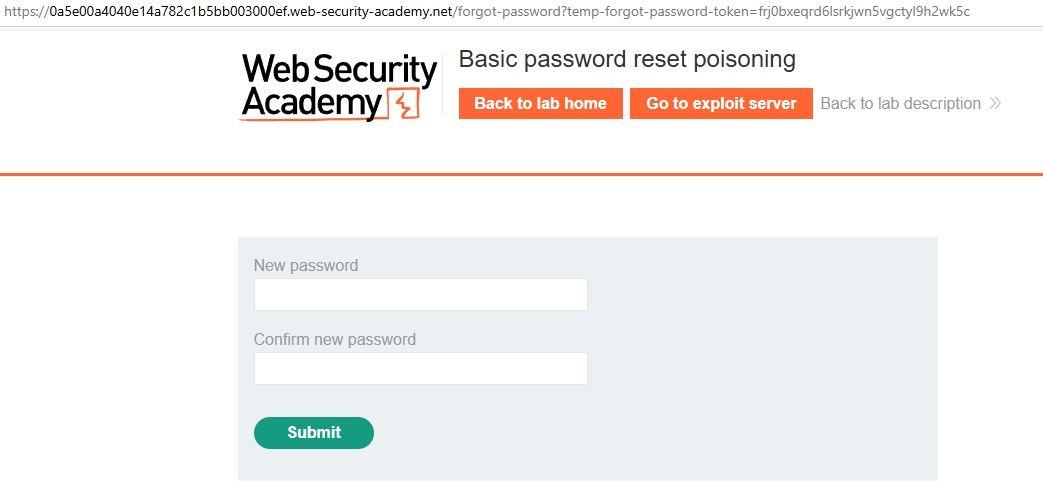 https://0a5e00a4040e14a782c1b5bb003000ef.web-security-academy.net/forgot-password?temp-forgot-password-token=frj0bxeqrd6lsrkjwn5vgctyl9h2wk5c
Web Security
Academy
Basic password reset poisoning
Back to lab home
Go to exploit server
Back to lab description
New password
Confirm new password
Submit